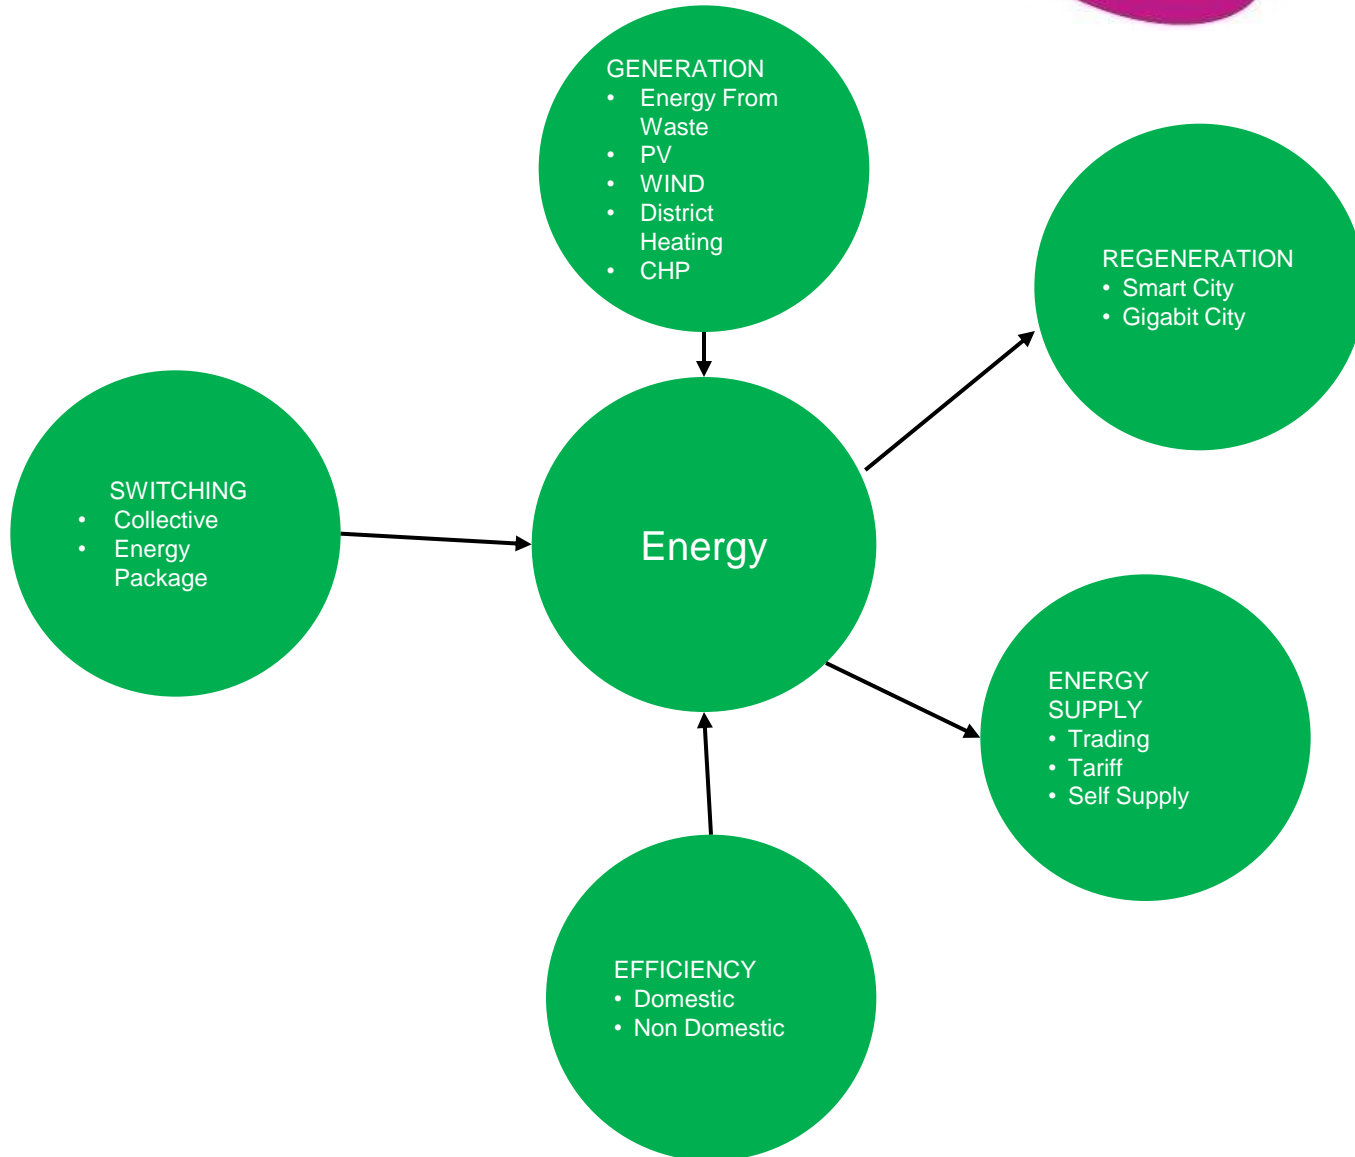 GENERATION
• Energy From
Waste
• PV
• WIND
• District
Heating
• CHP
REGENERATION
• Smart City
• Gigabit City
SWITCHING
• Collective
• Energy
Package
Energy
ENERGY
SUPPLY
• Trading
• Tariff
• Self Supply
EFFICIENCY
• Domestic
• Non Domestic